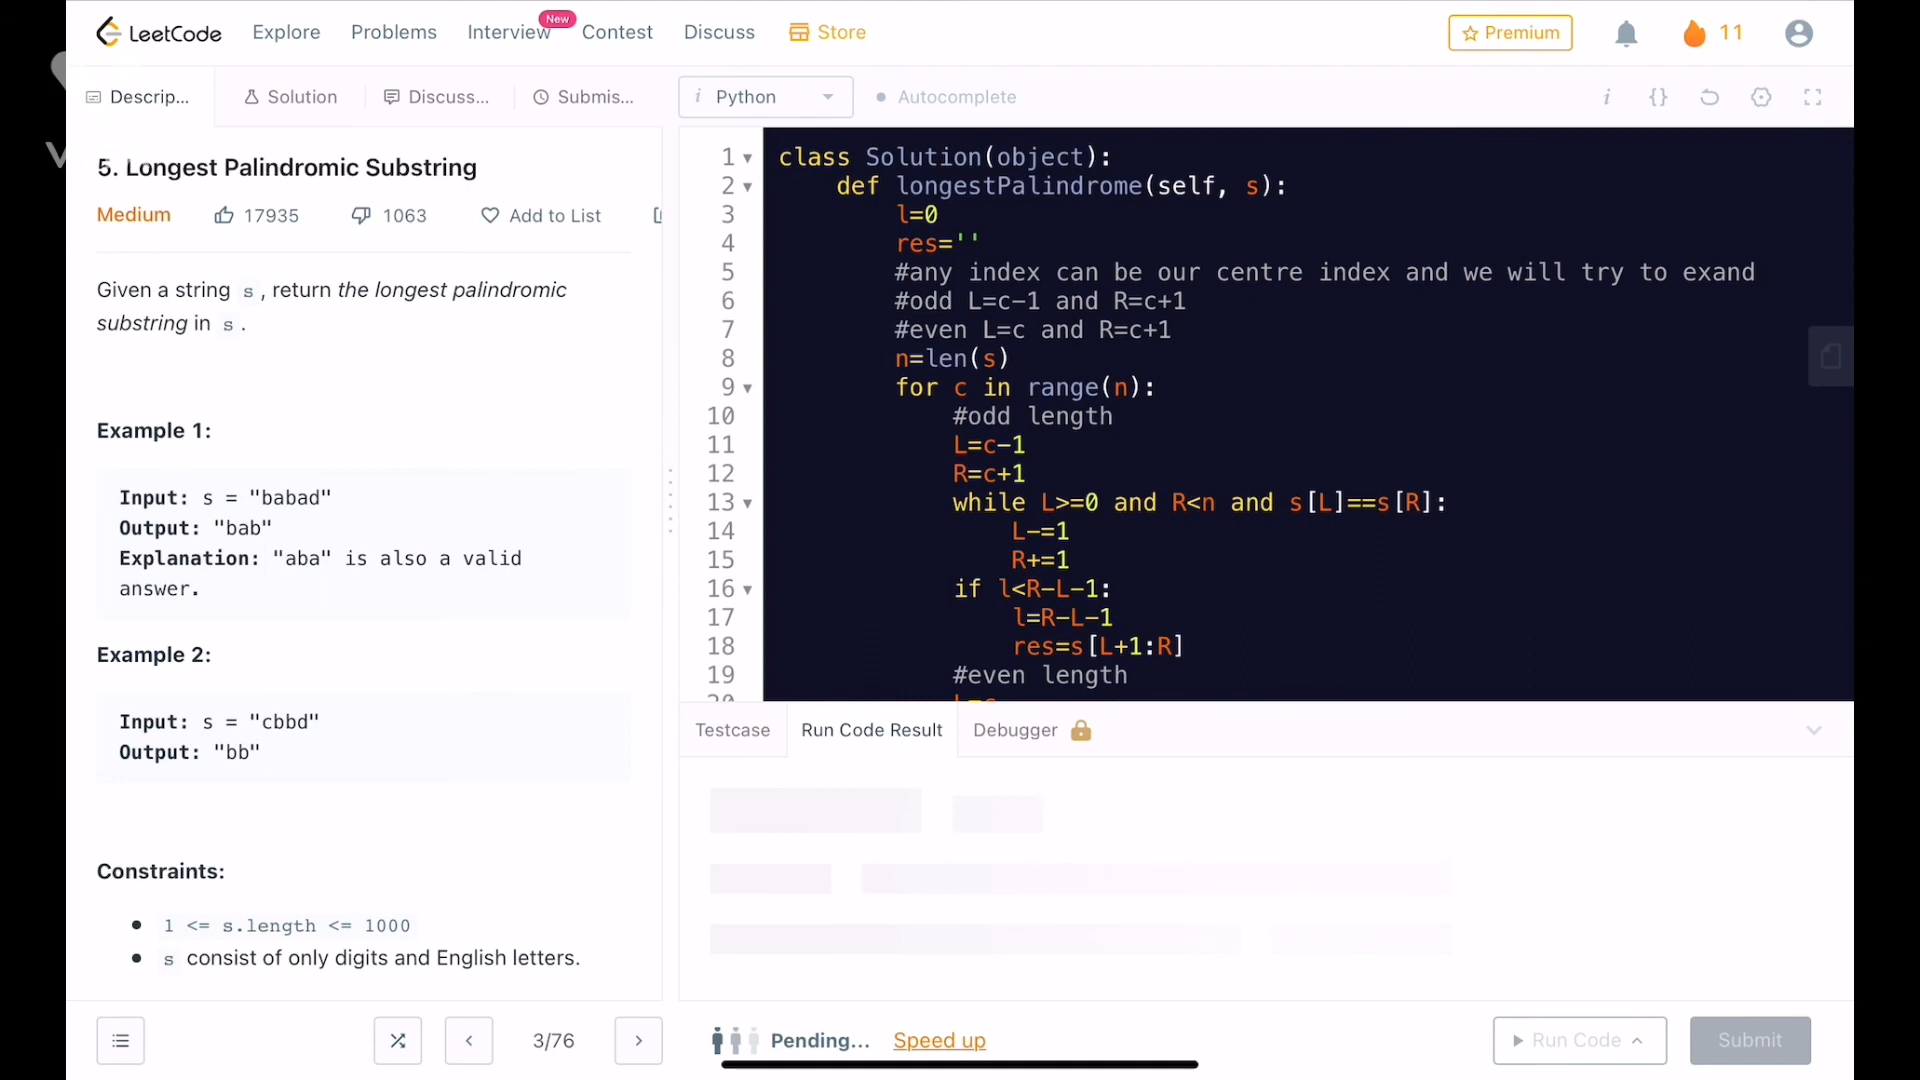 LeetCode Explore Problems Interview New Contest Discuss Store Premium 11
Descrip... Solution Discuss... Submis... i Python Autocomplete
5. Longest Palindromic Substring
Medium 17935 1063 Add to List
Given a string s , return the longest palindromic
substring in s .
Example 1:
Input: s = "babad"
Output: "bab"
Explanation: "aba" is also a valid
answer.
Example 2:
Input: s = "cbbd"
Output: "bb"
Constraints:
1 <= s.length <= 1000
s consist of only digits and English letters.
3/76
1 class Solution(object):
2 def longestPalindrome(self, s):
3 l=0
4 res=''
5 #any index can be our centre index and we will try to exand
6 #odd L=c-1 and R=c+1
7 #even L=c and R=c+1
8 n=len(s)
9 for c in range(n):
10 #odd length
11 L=c-1
12 R=c+1
13 while L>=0 and R<n and s[L]==s[R]:
14 L-=1
15 R+=1
16 if l<R-L-1:
17 l=R-L-1
18 res=s[L+1:R]
19 #even length
Testcase Run Code Result Debugger
Pending... Speed up Run Code Submit